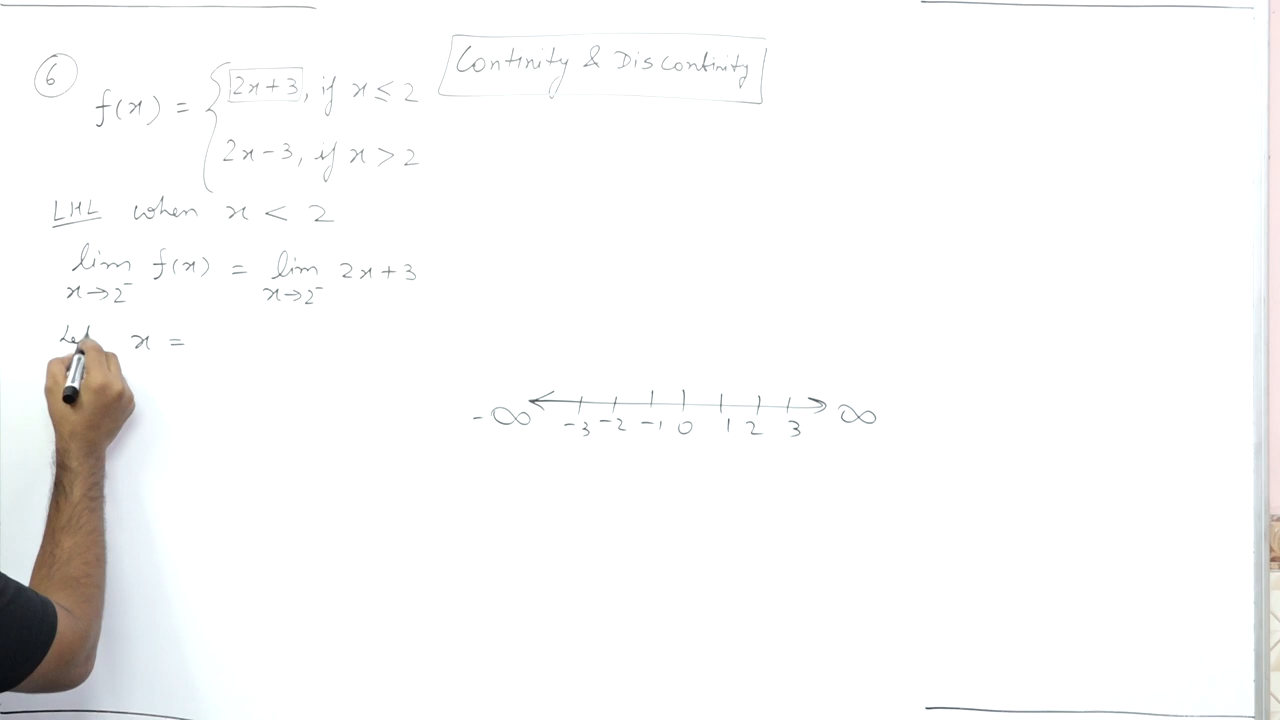 Continity & Discontinity
6
f(x) = { 2x+3, if x ≤ 2
2x-3, if x > 2
LHL when x < 2
lim f(x) = lim 2x+3
x→2⁻ x→2⁻
Let x =
-∞ -3 -2 -1 0 1 2 3 ∞